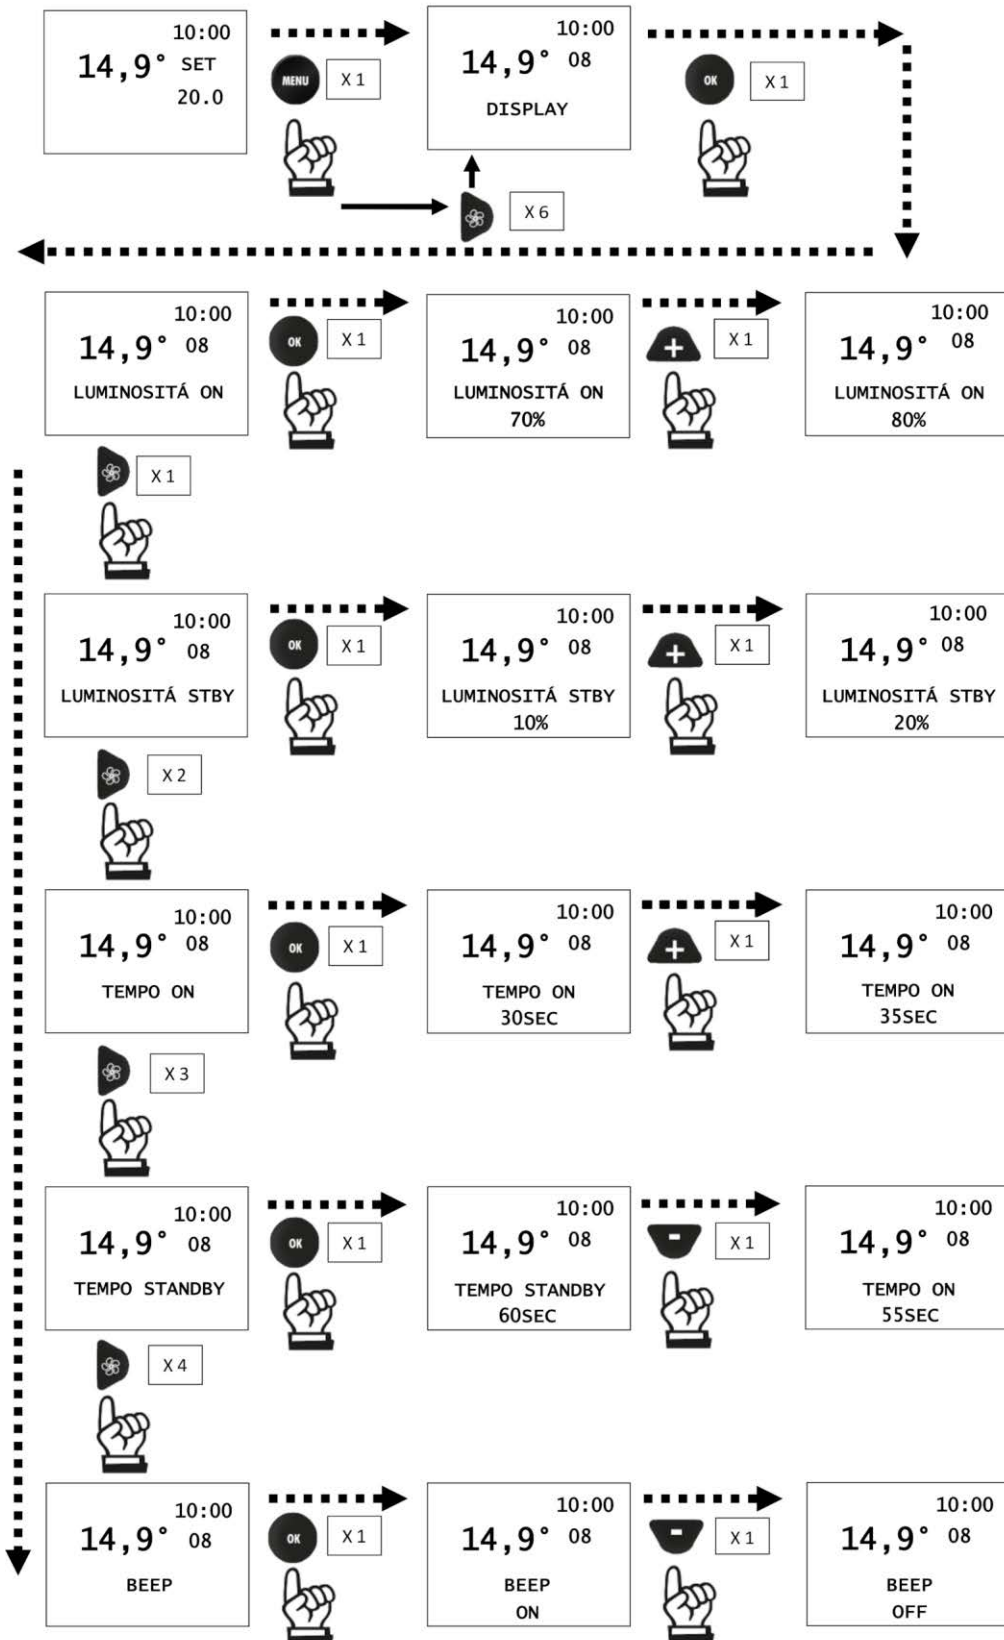 10:00
14,9° SET
20.0
MENU X 1
10:00
14,9° 08
DISPLAY
OK X 1
X 6
10:00
14,9° 08
LUMINOSITÁ ON
OK X 1
10:00
14,9° 08
LUMINOSITÁ ON
70%
+ X 1
10:00
14,9° 08
LUMINOSITÁ ON
80%
X 1
10:00
14,9° 08
LUMINOSITÁ STBY
OK X 1
10:00
14,9° 08
LUMINOSITÁ STBY
10%
+ X 1
10:00
14,9° 08
LUMINOSITÁ STBY
20%
X 2
10:00
14,9° 08
TEMPO ON
OK X 1
10:00
14,9° 08
TEMPO ON
30SEC
+ X 1
10:00
14,9° 08
TEMPO ON
35SEC
X 3
10:00
14,9° 08
TEMPO STANDBY
OK X 1
10:00
14,9° 08
TEMPO STANDBY
60SEC
- X 1
10:00
14,9° 08
TEMPO ON
55SEC
X 4
10:00
14,9° 08
BEEP
OK X 1
10:00
14,9° 08
BEEP
ON
- X 1
10:00
14,9° 08
BEEP
OFF